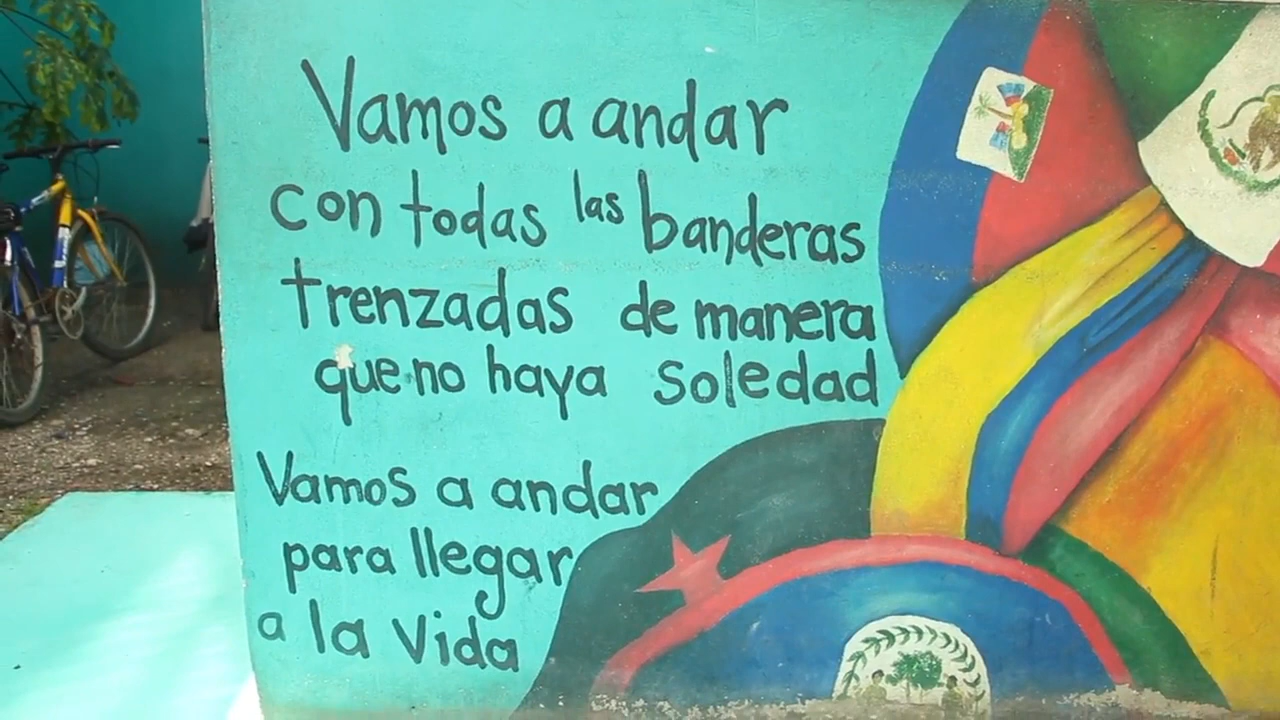 Vamos a andar
con todas las banderas
trenzadas de manera
que no haya soledad
Vamos a andar
para llegar
a la Vida